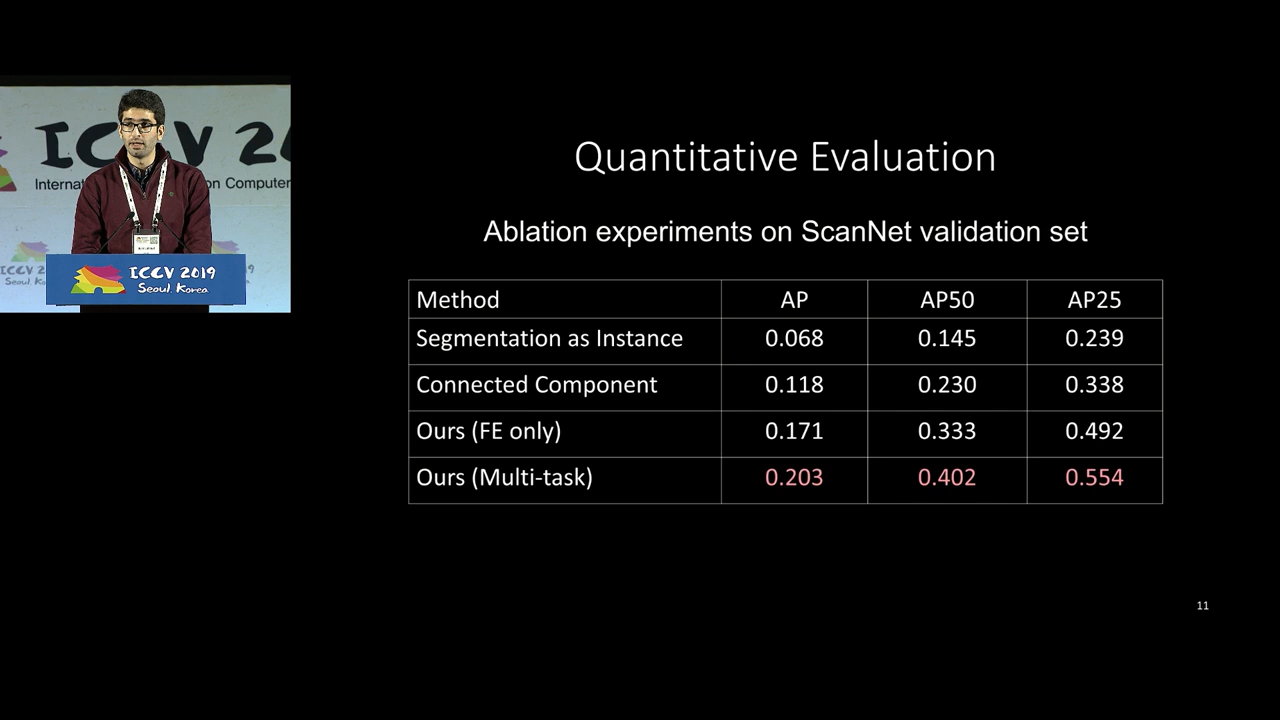 ICCV 2
on Computer
ICCV 2019
Seoul, Korea
Quantitative Evaluation
Ablation experiments on ScanNet validation set
Method AP AP50 AP25
Segmentation as Instance 0.068 0.145 0.239
Connected Component 0.118 0.230 0.338
Ours (FE only) 0.171 0.333 0.492
Ours (Multi-task) 0.203 0.402 0.554
11